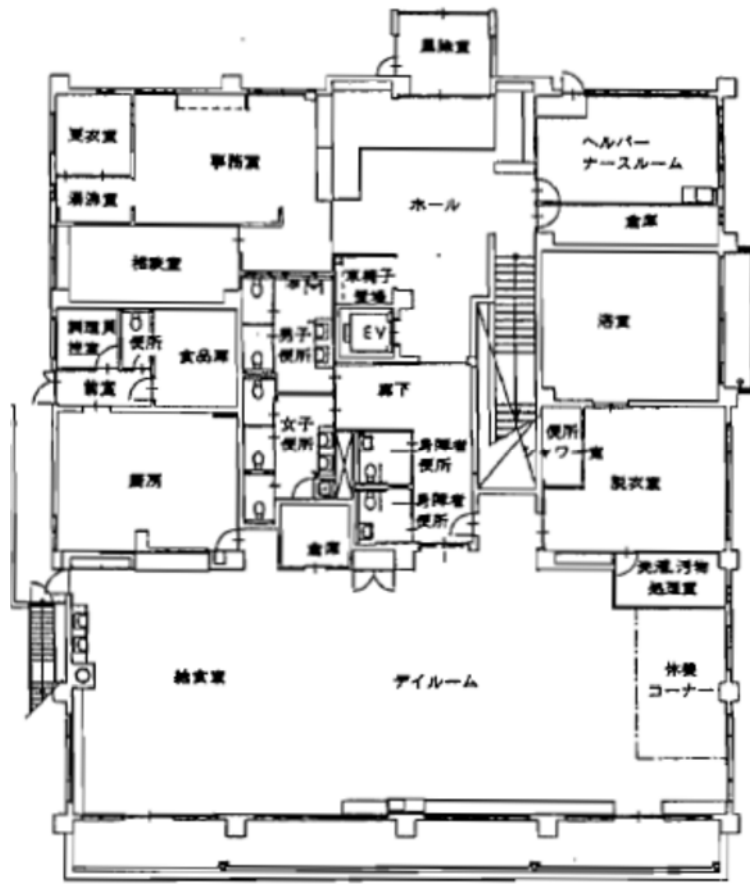 風除室
更衣室
事務室
湯沸室
ヘルパー
ナースルーム
ホール
倉庫
相談室
車椅子
置場
EV
浴室
調理員
控室
便所
食品庫
男子
便所
前室
廊下
女子
便所
身障者
便所
便所
シャワー室
脱衣室
厨房
身障者
便所
倉庫
洗濯,汚物
処理室
給食室
デイルーム
休養
コーナー